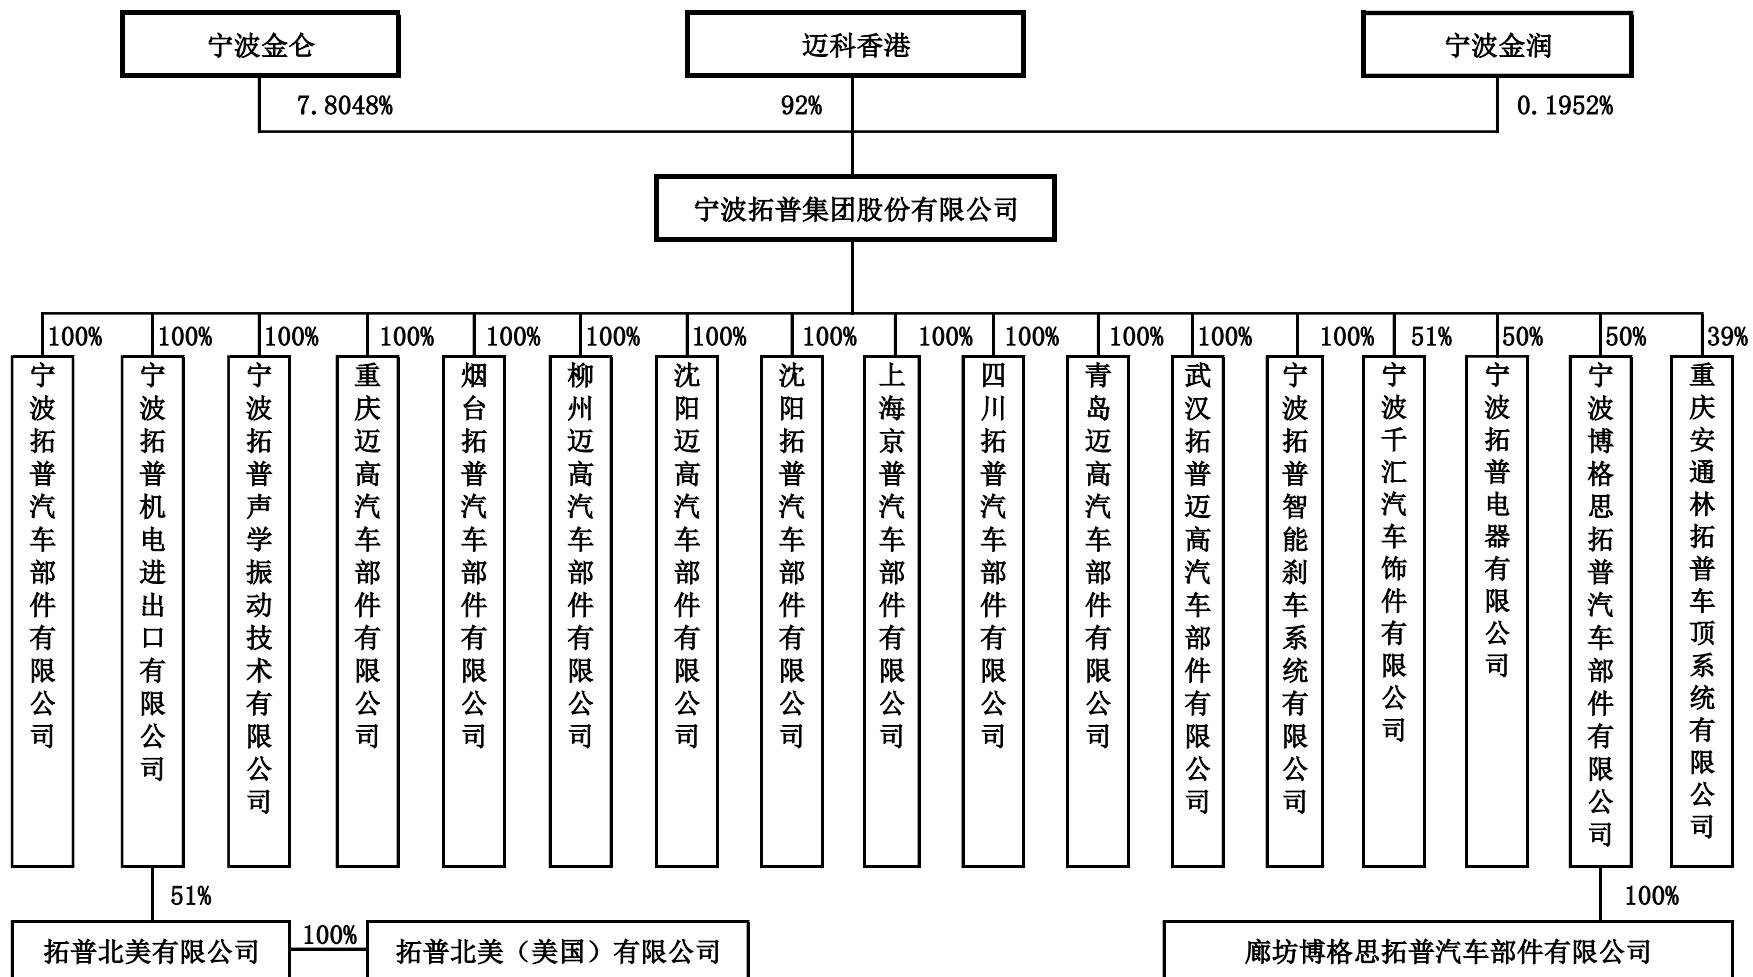 宁波金仑
迈科香港
宁波金润
7.8048%
92%
0.1952%
宁波拓普集团股份有限公司
100%
100%
100%
100%
100%
100%
100%
100%
100%
100%
100%
100%
100%
51%
50%
50%
39%
宁波拓普汽车部件有限公司
宁波拓普机电进出口有限公司
宁波拓普声学振动技术有限公司
重庆迈高汽车部件有限公司
烟台拓普汽车部件有限公司
柳州迈高汽车部件有限公司
沈阳迈高汽车部件有限公司
沈阳拓普汽车部件有限公司
上海京普汽车部件有限公司
四川拓普汽车部件有限公司
青岛迈高汽车部件有限公司
武汉拓普迈高汽车部件有限公司
宁波拓普智能刹车系统有限公司
宁波千汇汽车饰件有限公司
宁波拓普电器有限公司
宁波博格思拓普汽车部件有限公司
重庆安通林拓普车顶系统有限公司
51%
100%
拓普北美有限公司
100%
拓普北美（美国）有限公司
廊坊博格思拓普汽车部件有限公司